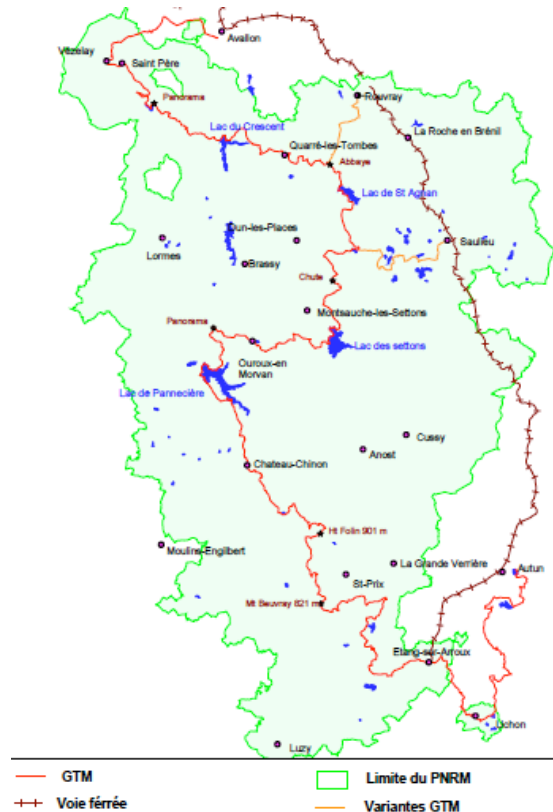 Avallon
Vézelay
Saint Père
Panorama
Rouvray
Lac du Crescent
La Roche en Brénil
Quarré-les-Tombes
Abbaye
Lac de St Agnan
Dun-les-Places
Saulieu
Lormes
Brassy
Chute
Montsauche-les-Settons
Panorama
Lac des settons
Ouroux-en
Morvan
Lac de Pannecière
Cussy
Anost
Chateau-Chinon
Ht Folin 901 m
Moulins-Engilbert
La Grande Verrière
Autun
St-Prix
Mt Beuvray 821 m
Etang-sur-Arroux
Uchon
Luzy
GTM
Limite du PNRM
Voie férrée
Variantes GTM